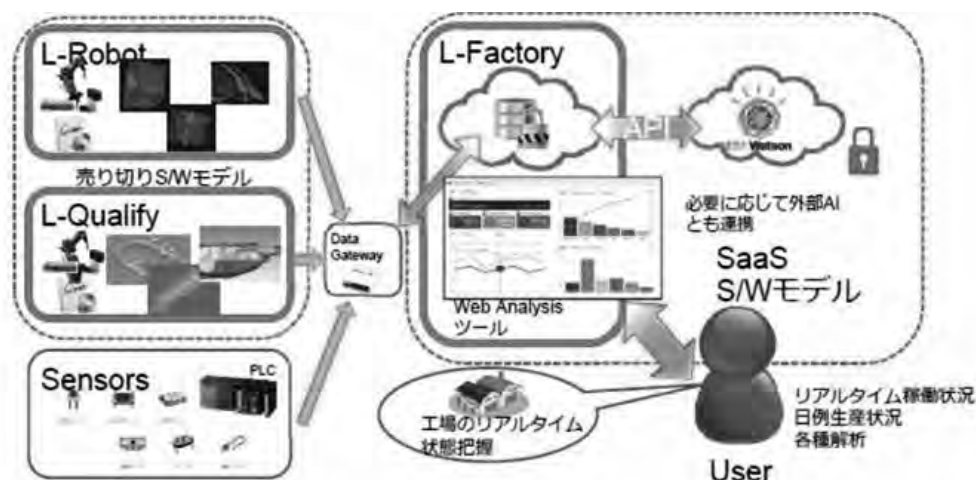 L-Robot
売り切りS/Wモデル
L-Qualify
Sensors
PLC
Data
Gateway
L-Factory
API
Watson
必要に応じて外部AI
とも連携
SaaS
S/Wモデル
Web Analysis
ツール
工場のリアルタイム
状態把握
リアルタイム稼働状況
日例生産状況
各種解析
User